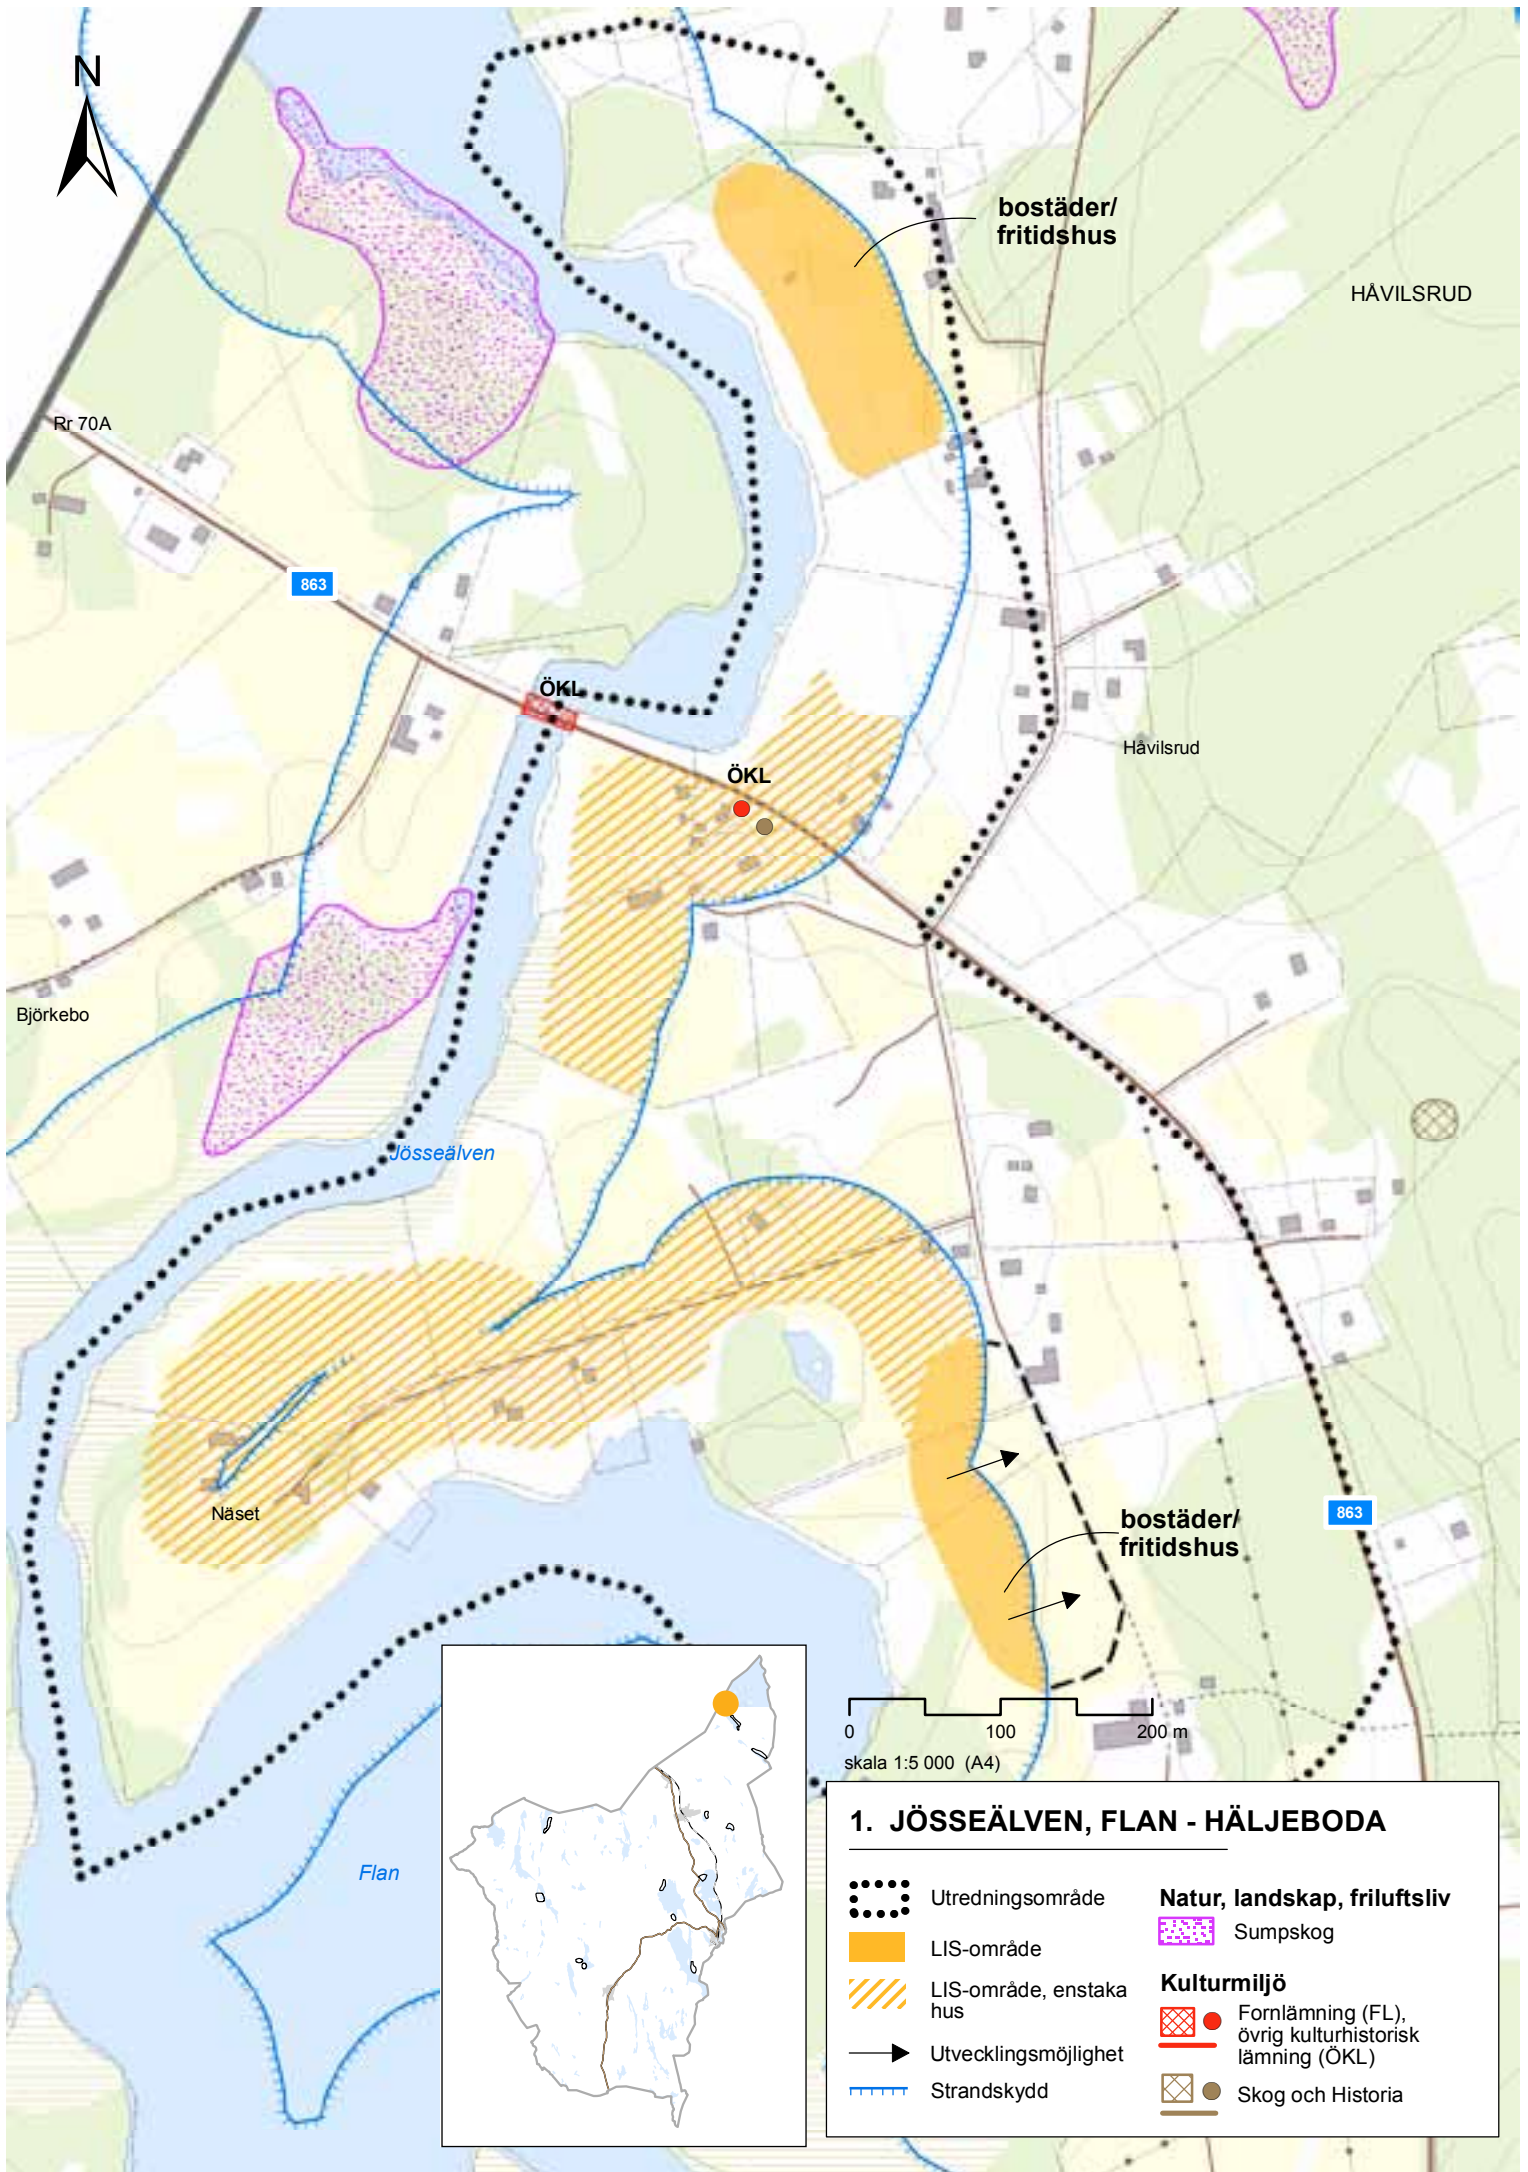 N
bostäder/
fritidshus
HÅVILSRUD
Rr 70A
863
ÖKL
Håvilsrud
ÖKL
Björkebo
Jösseälven
Näset
863
bostäder/
fritidshus
0 100 200 m
skala 1:5 000 (A4)
Flan
1. JÖSSEÄLVEN, FLAN - HÄLJEBODA
Utredningsområde
LIS-område
LIS-område, enstaka
hus
Utvecklingsmöjlighet
Strandskydd
Natur, landskap, friluftsliv
Sumpskog
Kulturmiljö
Fornlämning (FL),
övrig kulturhistorisk
lämning (ÖKL)
Skog och Historia